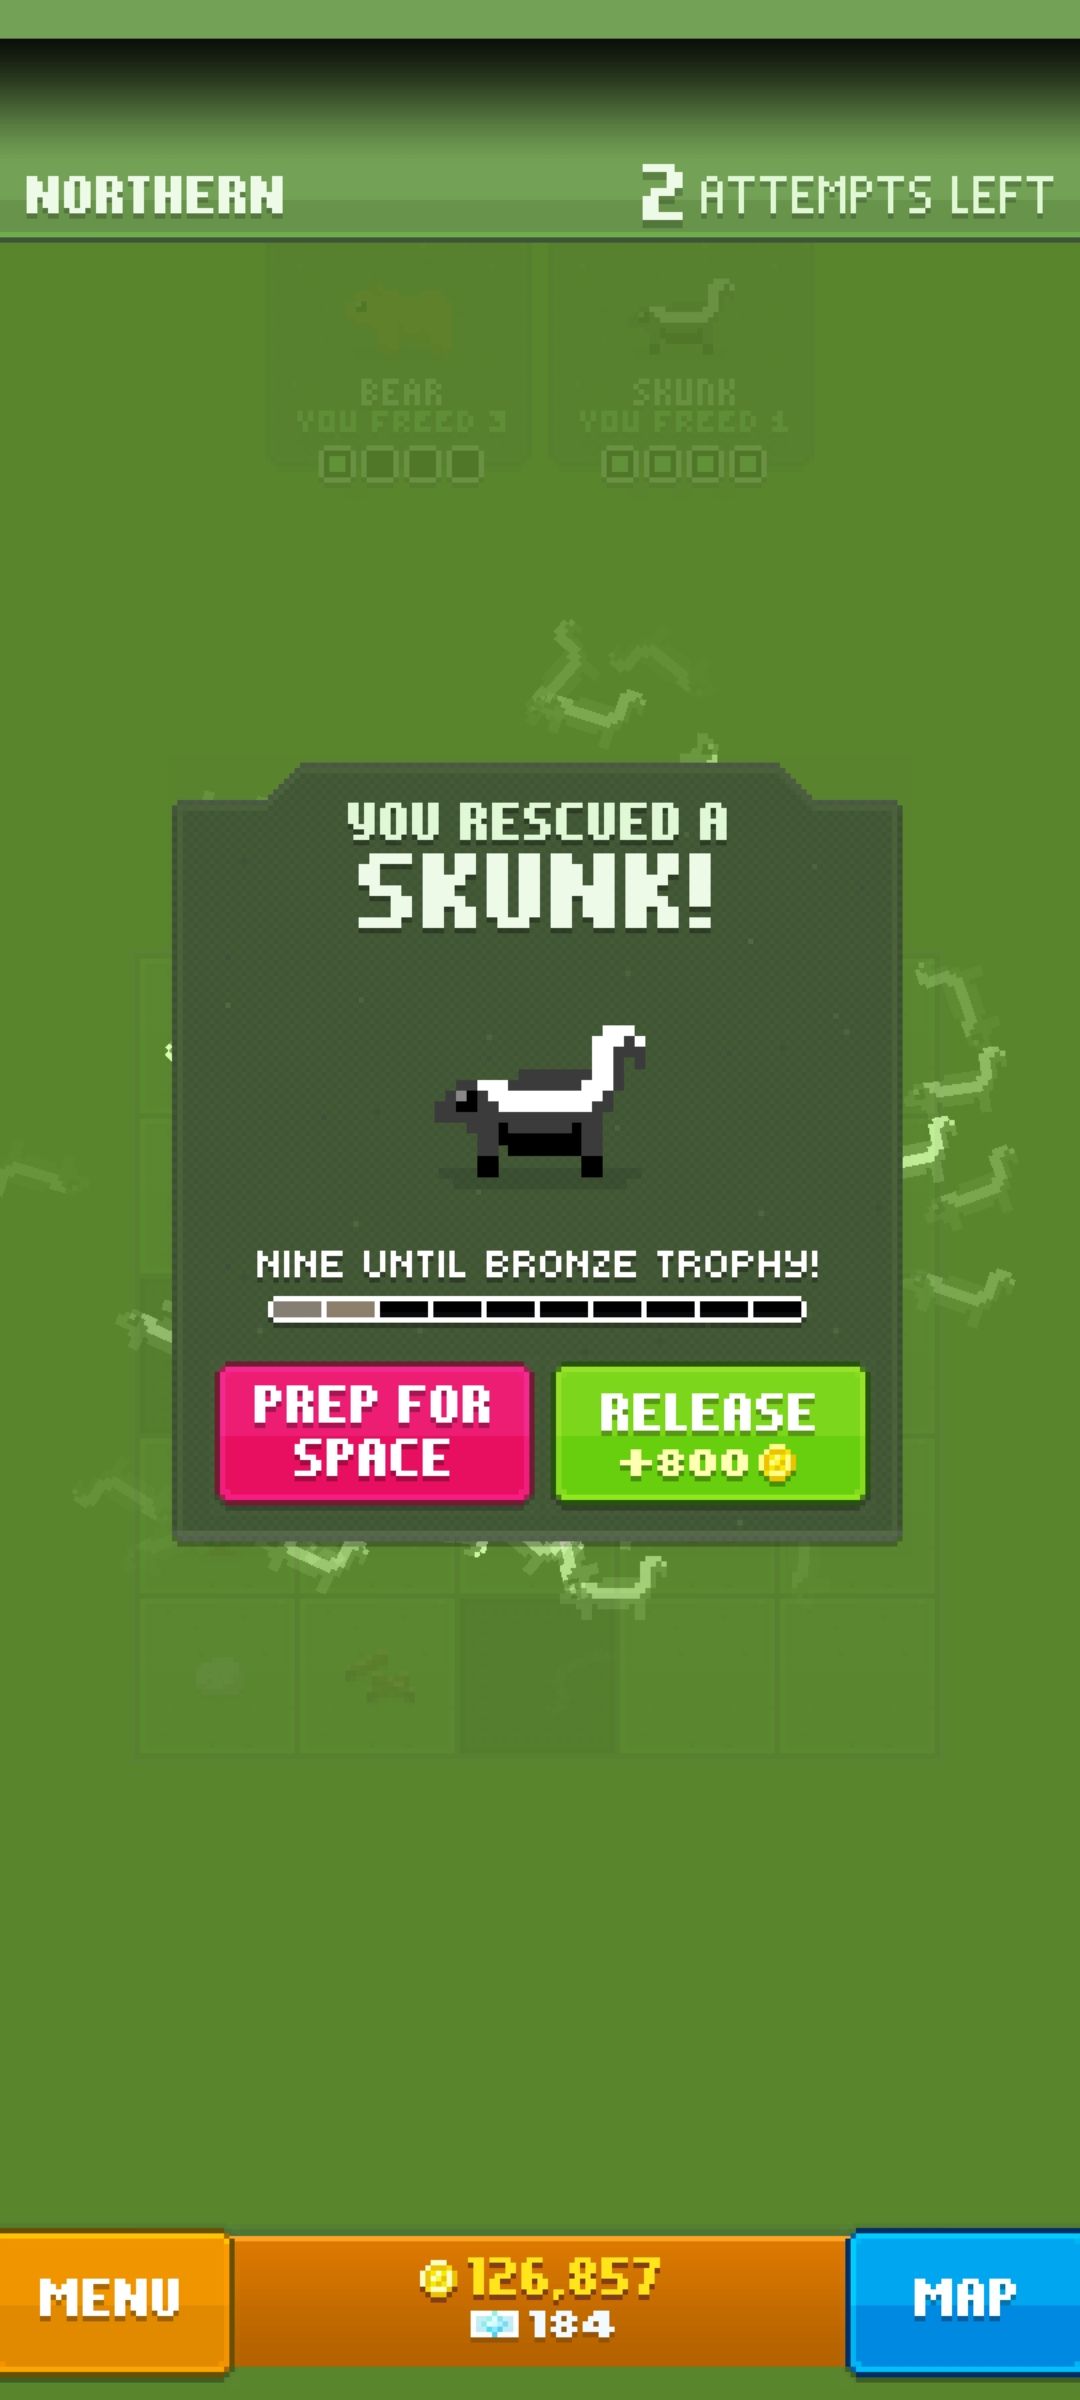 NORTHERN
2 ATTEMPTS LEFT
BEAR
YOU FREED 3
SKUNK
YOU FREED 1
YOU RESCUED A
SKUNK!
NINE UNTIL BRONZE TROPHY!
PREP FOR
SPACE
RELEASE
+800
MENU
126,857
184
MAP